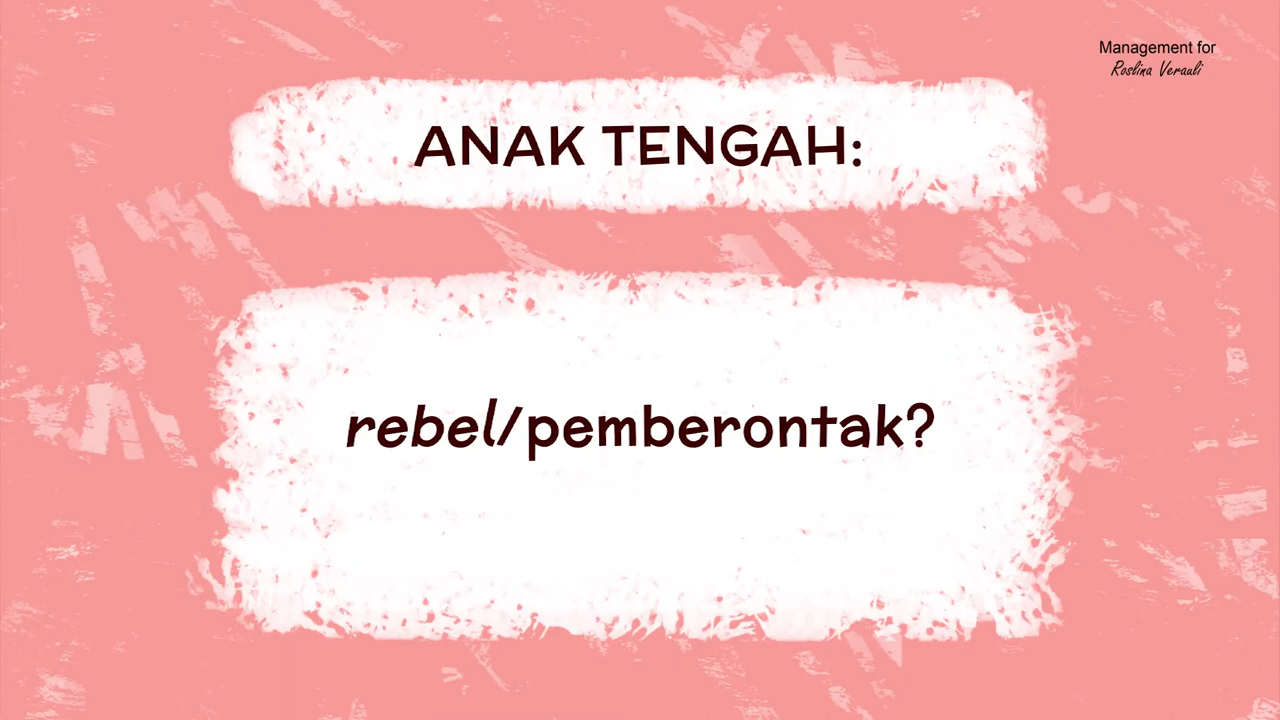 Management for
Roslina Verauli
ANAK TENGAH:
rebel/pemberontak?